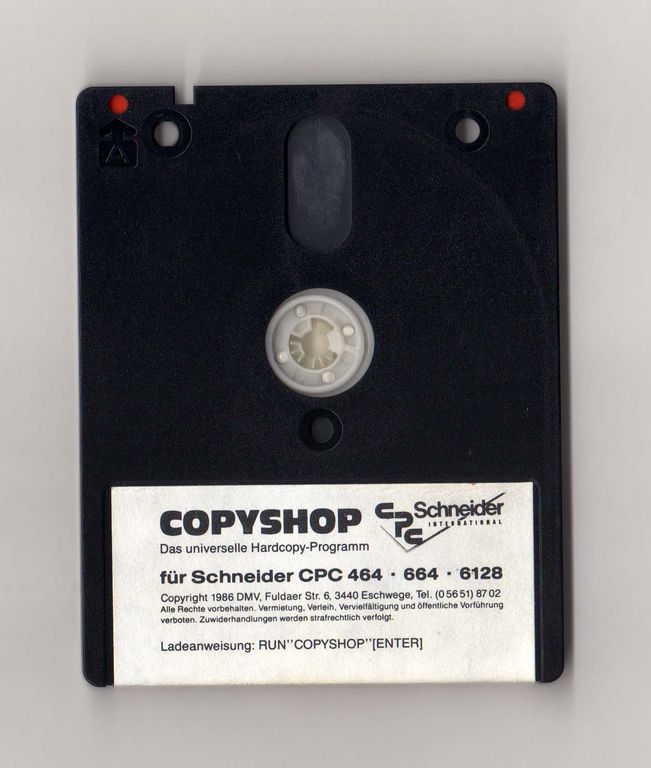 A
COPYSHOP
CPC Schneider
INTERNATIONAL
Das universelle Hardcopy-Programm
für Schneider CPC 464 · 664 · 6128
Copyright 1986 DMV, Fuldaer Str. 6, 3440 Eschwege, Tel. (0 56 51) 87 02
Alle Rechte vorbehalten. Vermietung, Verleih, Vervielfältigung und öffentliche Vorführung
verboten. Zuwiderhandlungen werden strafrechtlich verfolgt.
Ladeanweisung: RUN''COPYSHOP''[ENTER]